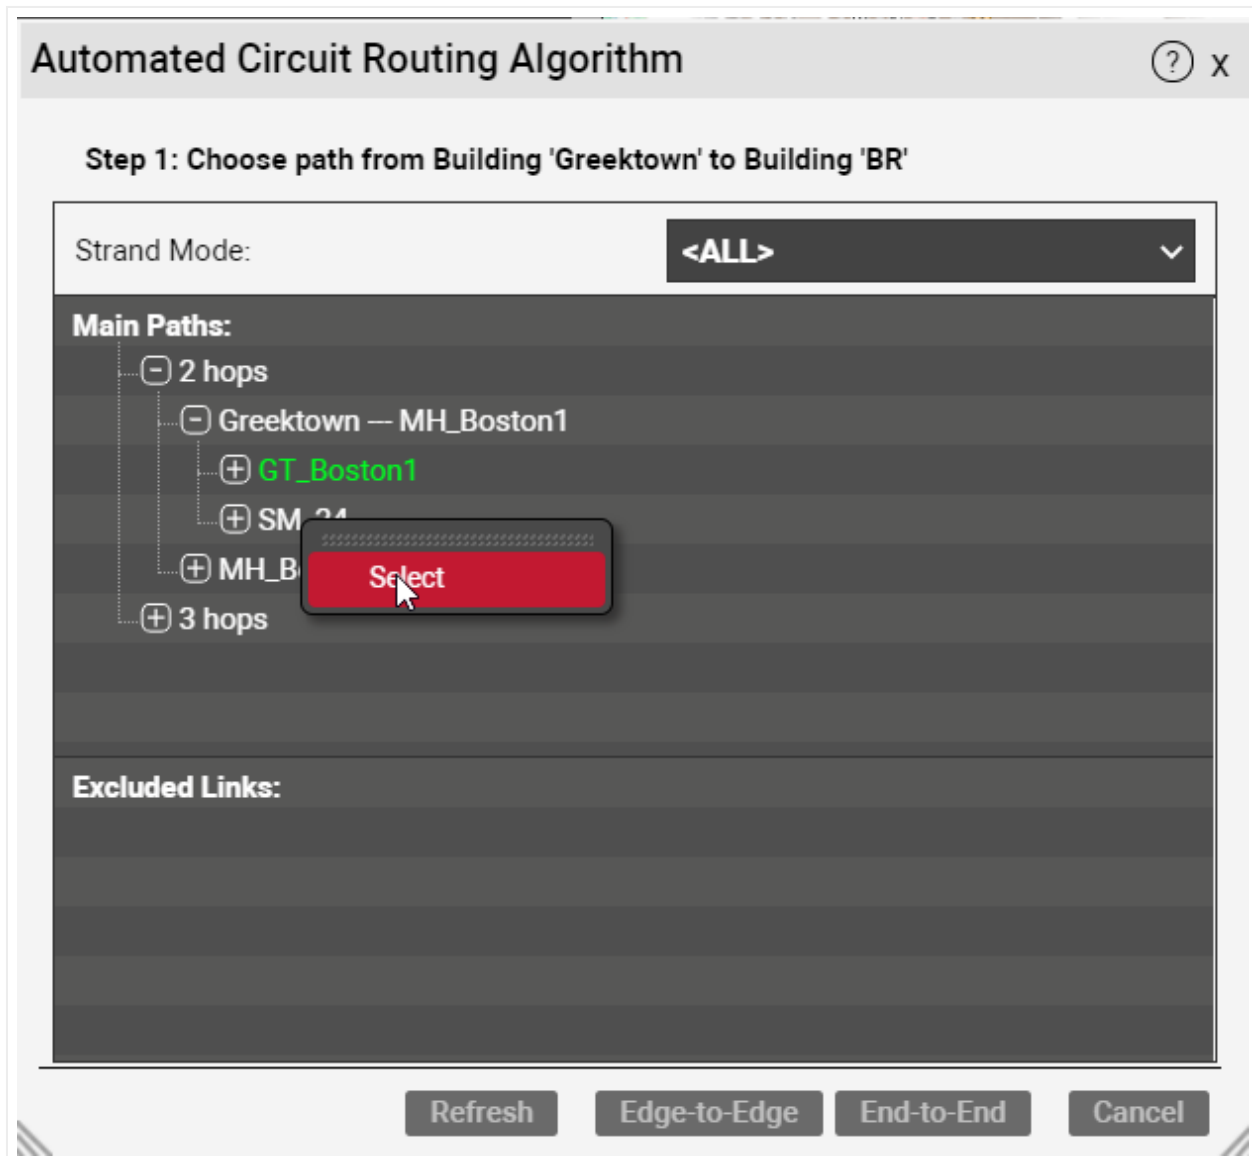 Automated Circuit Routing Algorithm ? x
Step 1: Choose path from Building 'Greektown' to Building 'BR'
Strand Mode: <ALL>
Main Paths:
2 hops
Greektown --- MH_Boston1
GT_Boston1
SM
Select
3 hops
Excluded Links:
Refresh Edge-to-Edge End-to-End Cancel